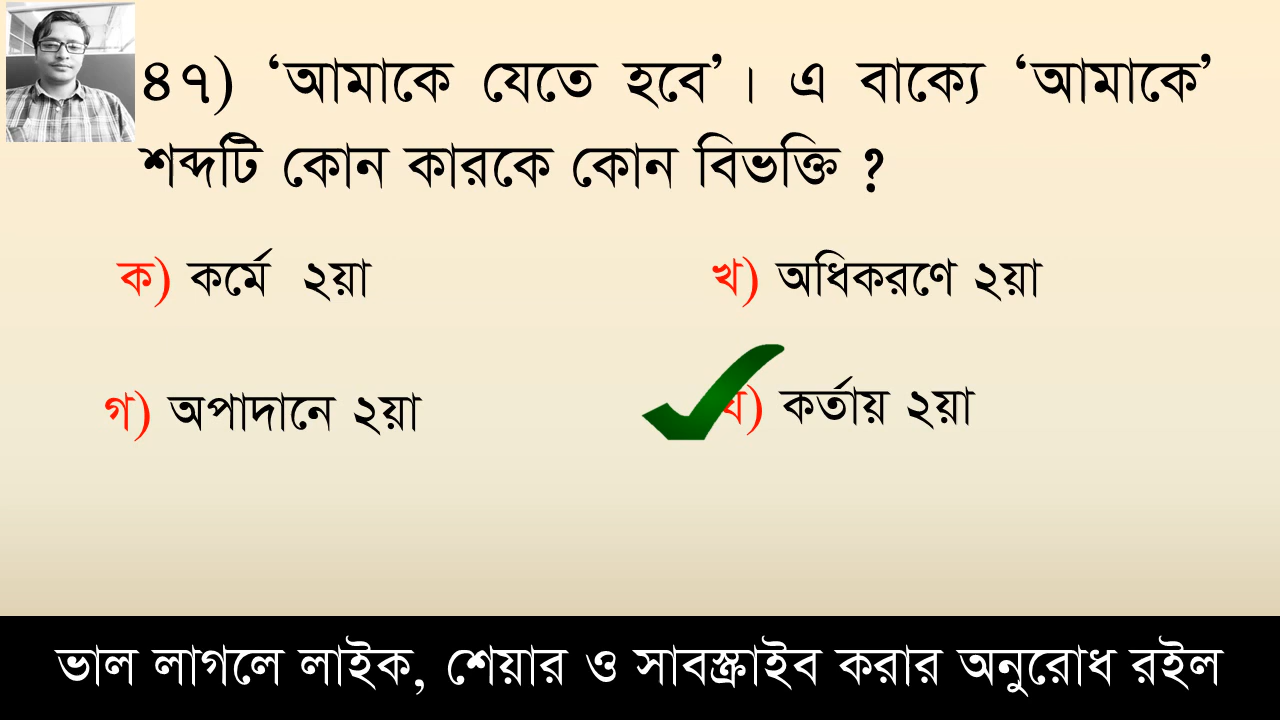 ৪৭) ‘আমাকে যেতে হবে’। এ বাক্যে ‘আমাকে’
শব্দটি কোন কারকে কোন বিভক্তি ?
ক) কর্মে ২য়া
খ) অধিকরণে ২য়া
গ) অপাদানে ২য়া
ঘ) কর্তায় ২য়া
ভাল লাগলে লাইক, শেয়ার ও সাবস্ক্রাইব করার অনুরোধ রইল